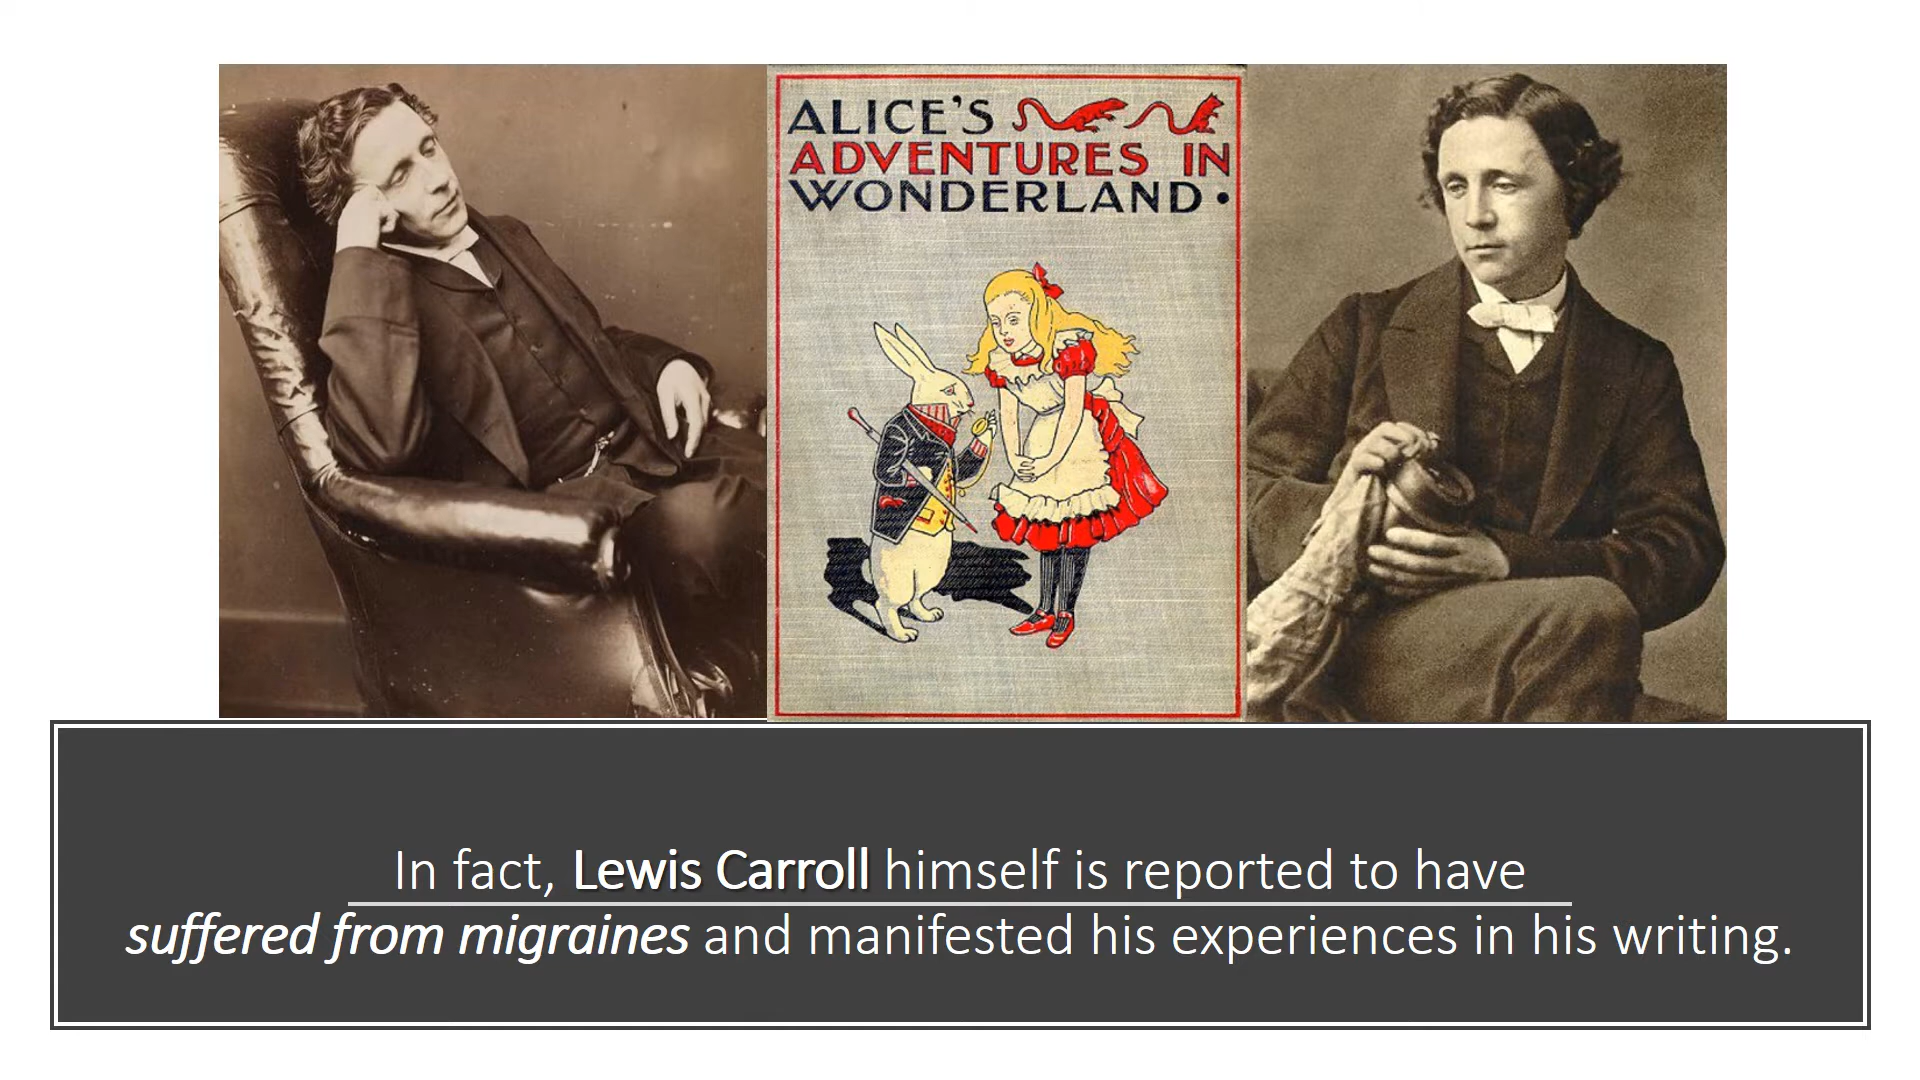 ALICE'S
ADVENTURES IN
WONDERLAND •
In fact, Lewis Carroll himself is reported to have
suffered from migraines and manifested his experiences in his writing.